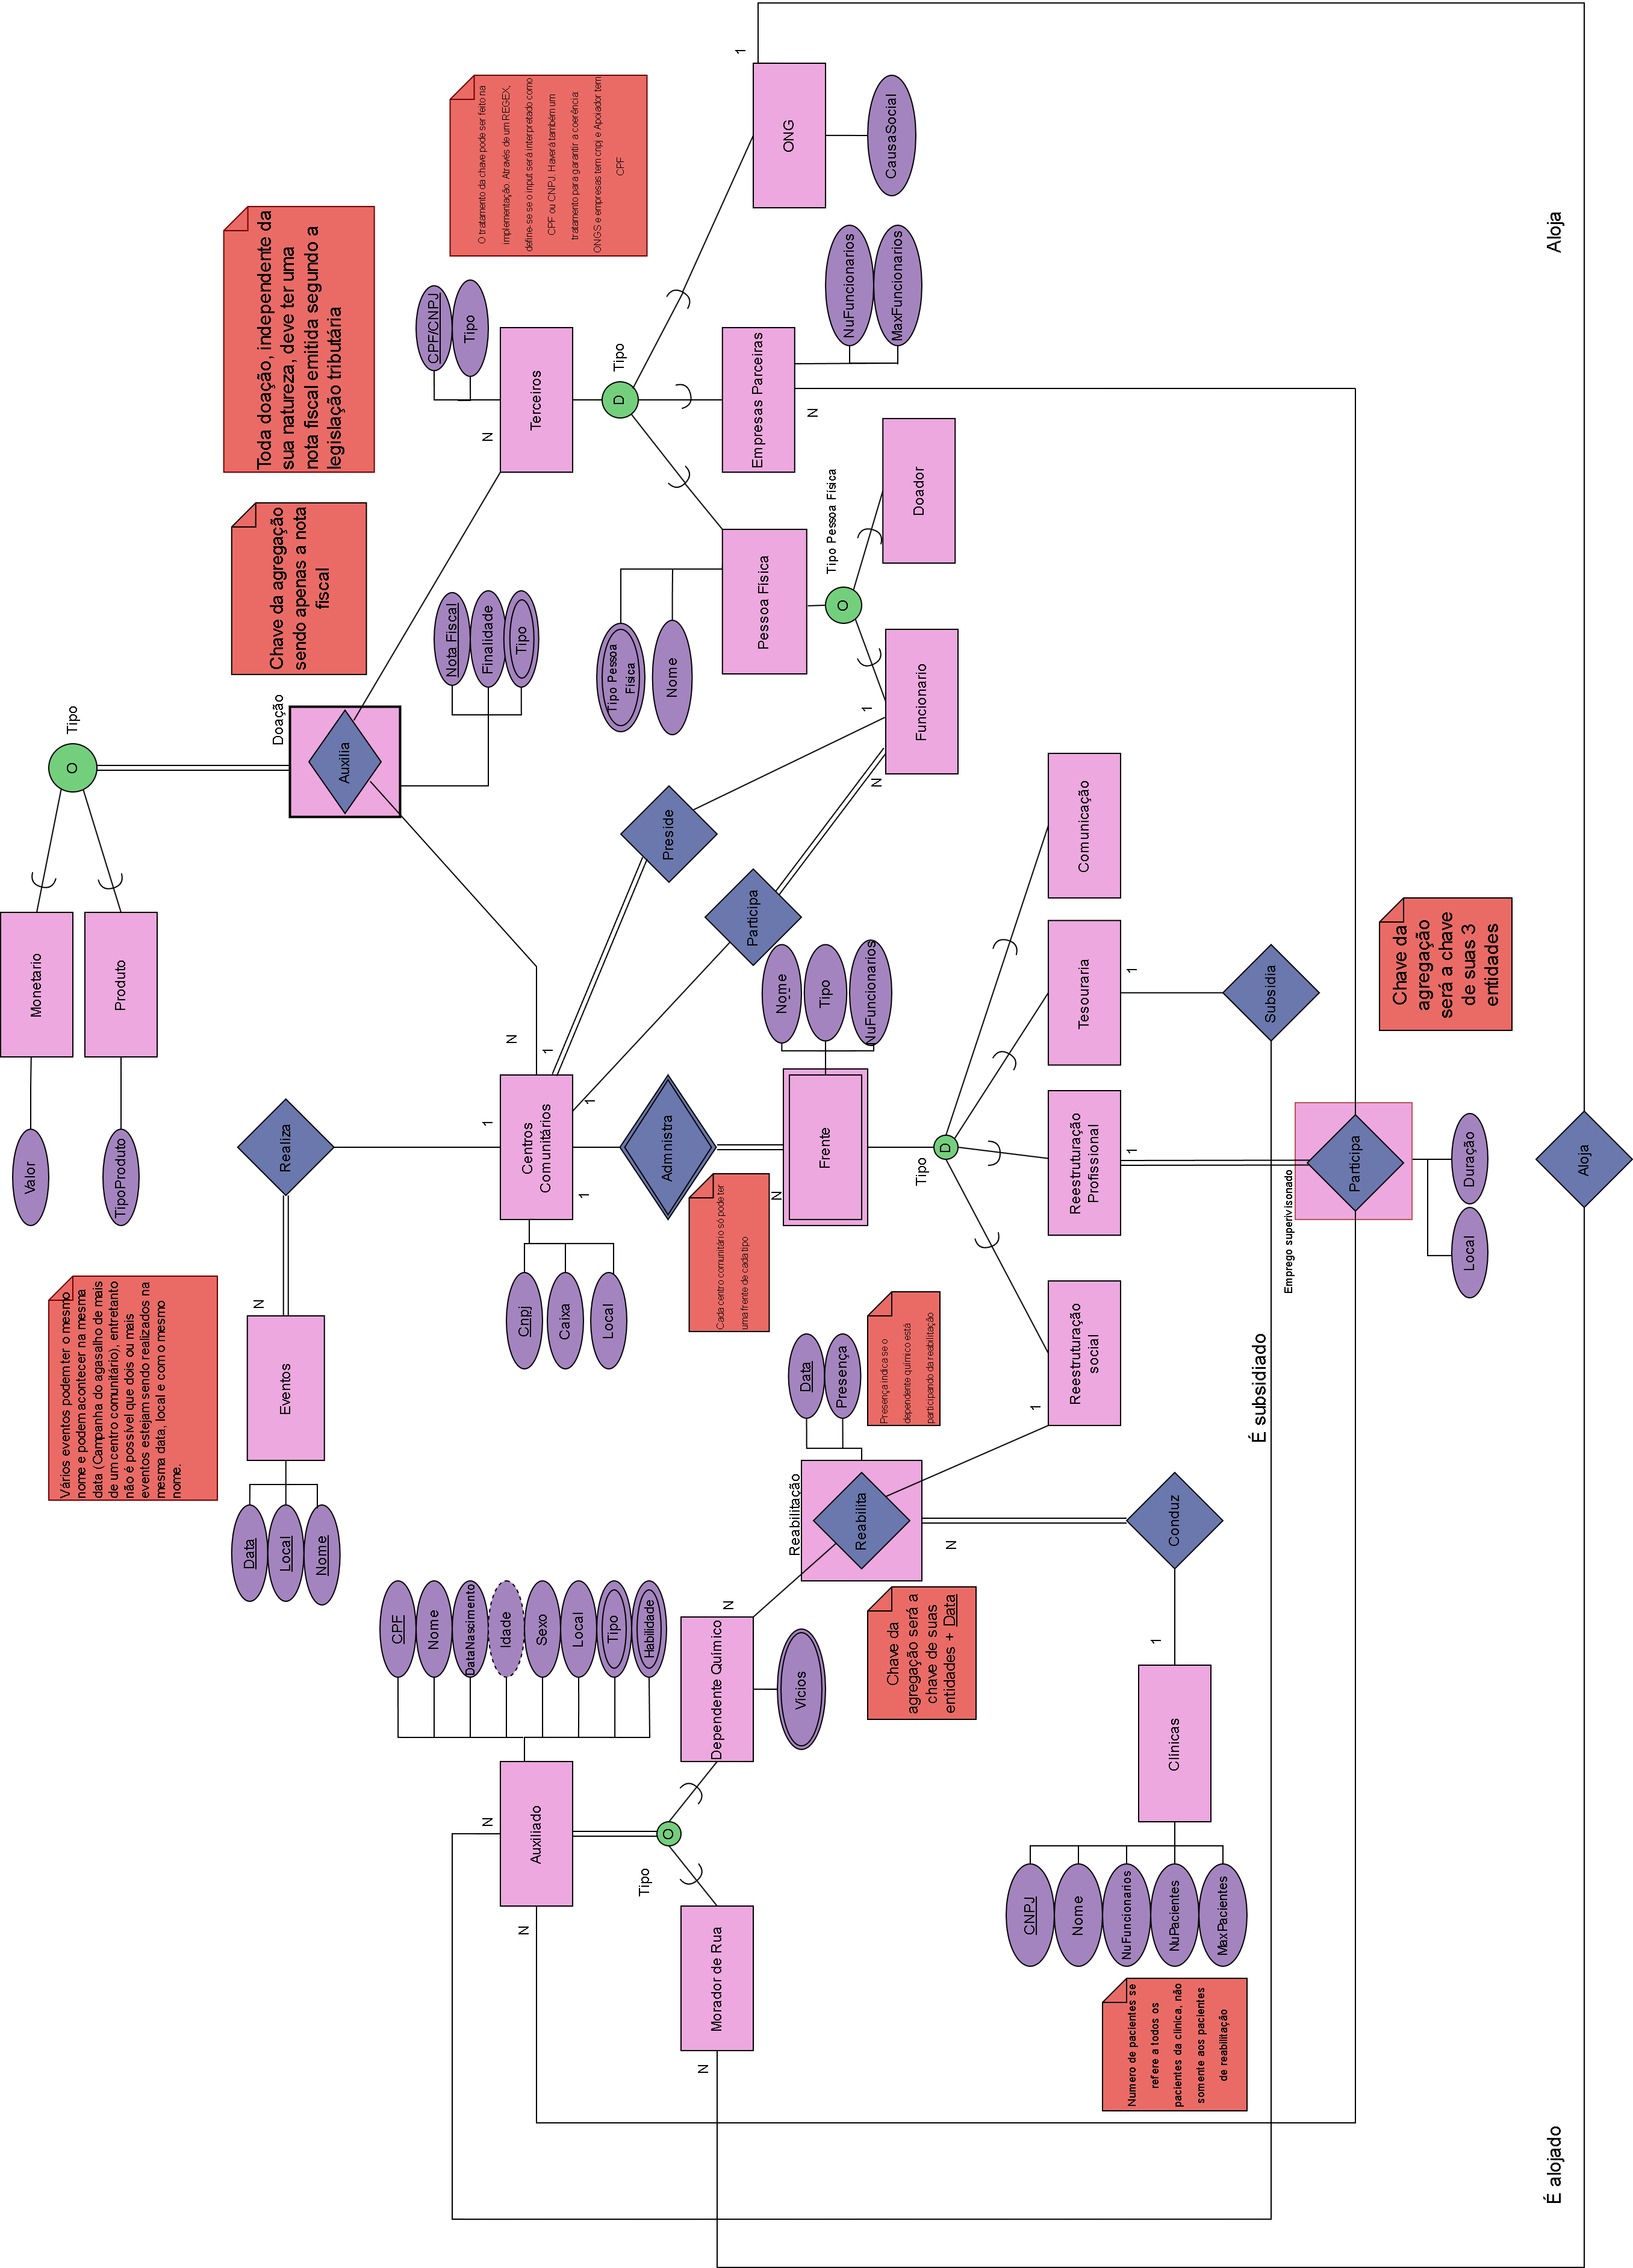 Valor
Monetario
TipoProduto
Produto
O
Tipo
Vários eventos podem ter o mesmo
nome e podem acontecer na mesma
data (Campanha do agasalho de mais
de um centro comunitário), entretanto
não é possível que dois ou mais
eventos estejam sendo realizados na
mesma data, local e com o mesmo
nome.
Data
Local
Nome
Eventos
N
Realiza
Doação
Auxilia
Chave da agregação
sendo apenas a nota
fiscal
Toda doação, independente da
sua natureza, deve ter uma
nota fiscal emitida segundo a
legislação tributária
Nota Fiscal
Finalidade
Tipo
CPF/CNPJ
Tipo
O tratamento da chave pode ser feito na
implementação. Através de um REGEX,
define-se se o input será interpretado como
CPF ou CNPJ. Haverá também um
tratamento para garantir a coerência:
ONGS e empresas tem cnpj e Apoiador tem
CPF
CPF
Nome
DataNascimento
Idade
Sexo
Local
Tipo
Habilidade
N
Auxiliado
N
1
N
1
Centros
Comunitários
1
1
Cnpj
Caixa
Local
N
Terceiros
D
Tipo
O
Tipo
Morador de Rua
N
Dependente Químico
N
Vicios
Admnistra
Cada centro comunitário só pode ter
uma frente de cada tipo
Preside
Participa
Tipo Pessoa
Física
Nome
Pessoa Física
Empresas Parceiras
N
NuFuncionarios
MaxFuncionarios
ONG
1
CausaSocial
O
Tipo Pessoa Física
Funcionario
1
N
Doador
Nome
Tipo
NuFuncionarios
Frente
N
D
Tipo
Data
Presença
Presença indica se o
dependente químico está
participando da reabilitação
Reabilitação
Reabilita
N
Chave da
agregação será a
chave de suas
entidades + Data
1
Reestruturação
social
Reestruturação
Profissional
1
Tesouraria
1
Comunicação
Conduz
1
Clínicas
CNPJ
Nome
NuFuncionarios
NuPacientes
MaxPacientes
Numero de pacientes se
refere a todos os
pacientes da clínica, não
somente aos pacientes
de reabilitação
É subsidiado
Subsidia
Emprego superivisonado
Participa
Duração
Local
Chave da
agregação
será a chave
de suas 3
entidades
É alojado
Aloja
Aloja